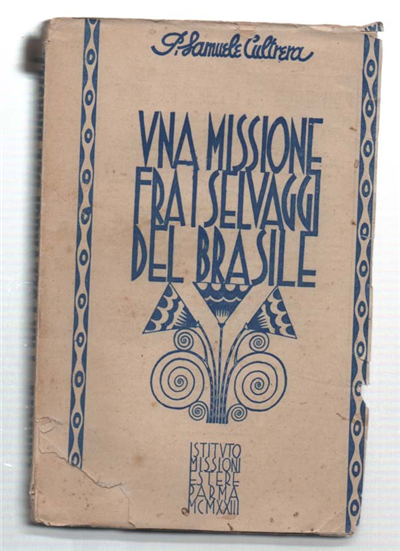 P. Samuele Cultrera
VNA MISSIONE
FRA I SELVAGGI
DEL BRASILE
ISTITVTO
MISSIONI
ESTERE
PARMA
MCMXXIII